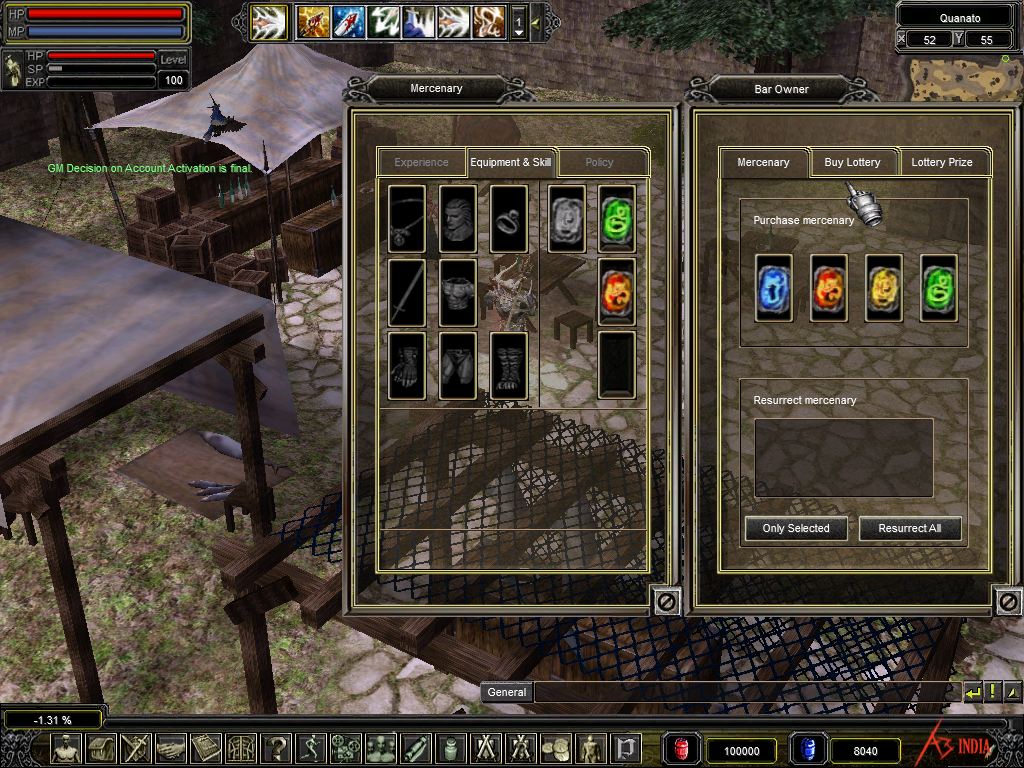 HP
MP
1
Quanato
X 52 Y 55
HP
SP
EXP
Level
100
Mercenary
Bar Owner
GM Decision on Account Activation is final.
Experience Equipment & Skill Policy
Mercenary Buy Lottery Lottery Prize
Purchase mercenary
Resurrect mercenary
Only Selected Resurrect All
General
-1.31 %
100000
8040
A3 INDIA